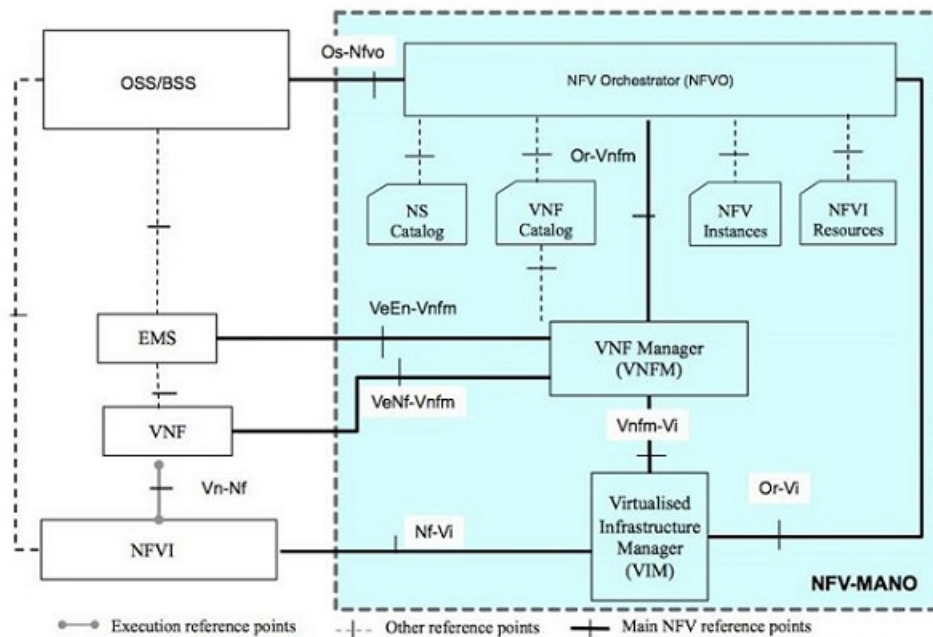 Os-Nfvo
OSS/BSS
NFV Orchestrator (NFVO)
Or-Vnfm
NS
Catalog
VNF
Catalog
NFV
Instances
NFVI
Resources
VeEn-Vnfm
EMS
VNF Manager
(VNFM)
VeNf-Vnfm
VNF
Vnfm-Vi
Vn-Nf
Or-Vi
Virtualised
Infrastructure
Manager
(VIM)
Nf-Vi
NFVI
NFV-MANO
Execution reference points
Other reference points
Main NFV reference points